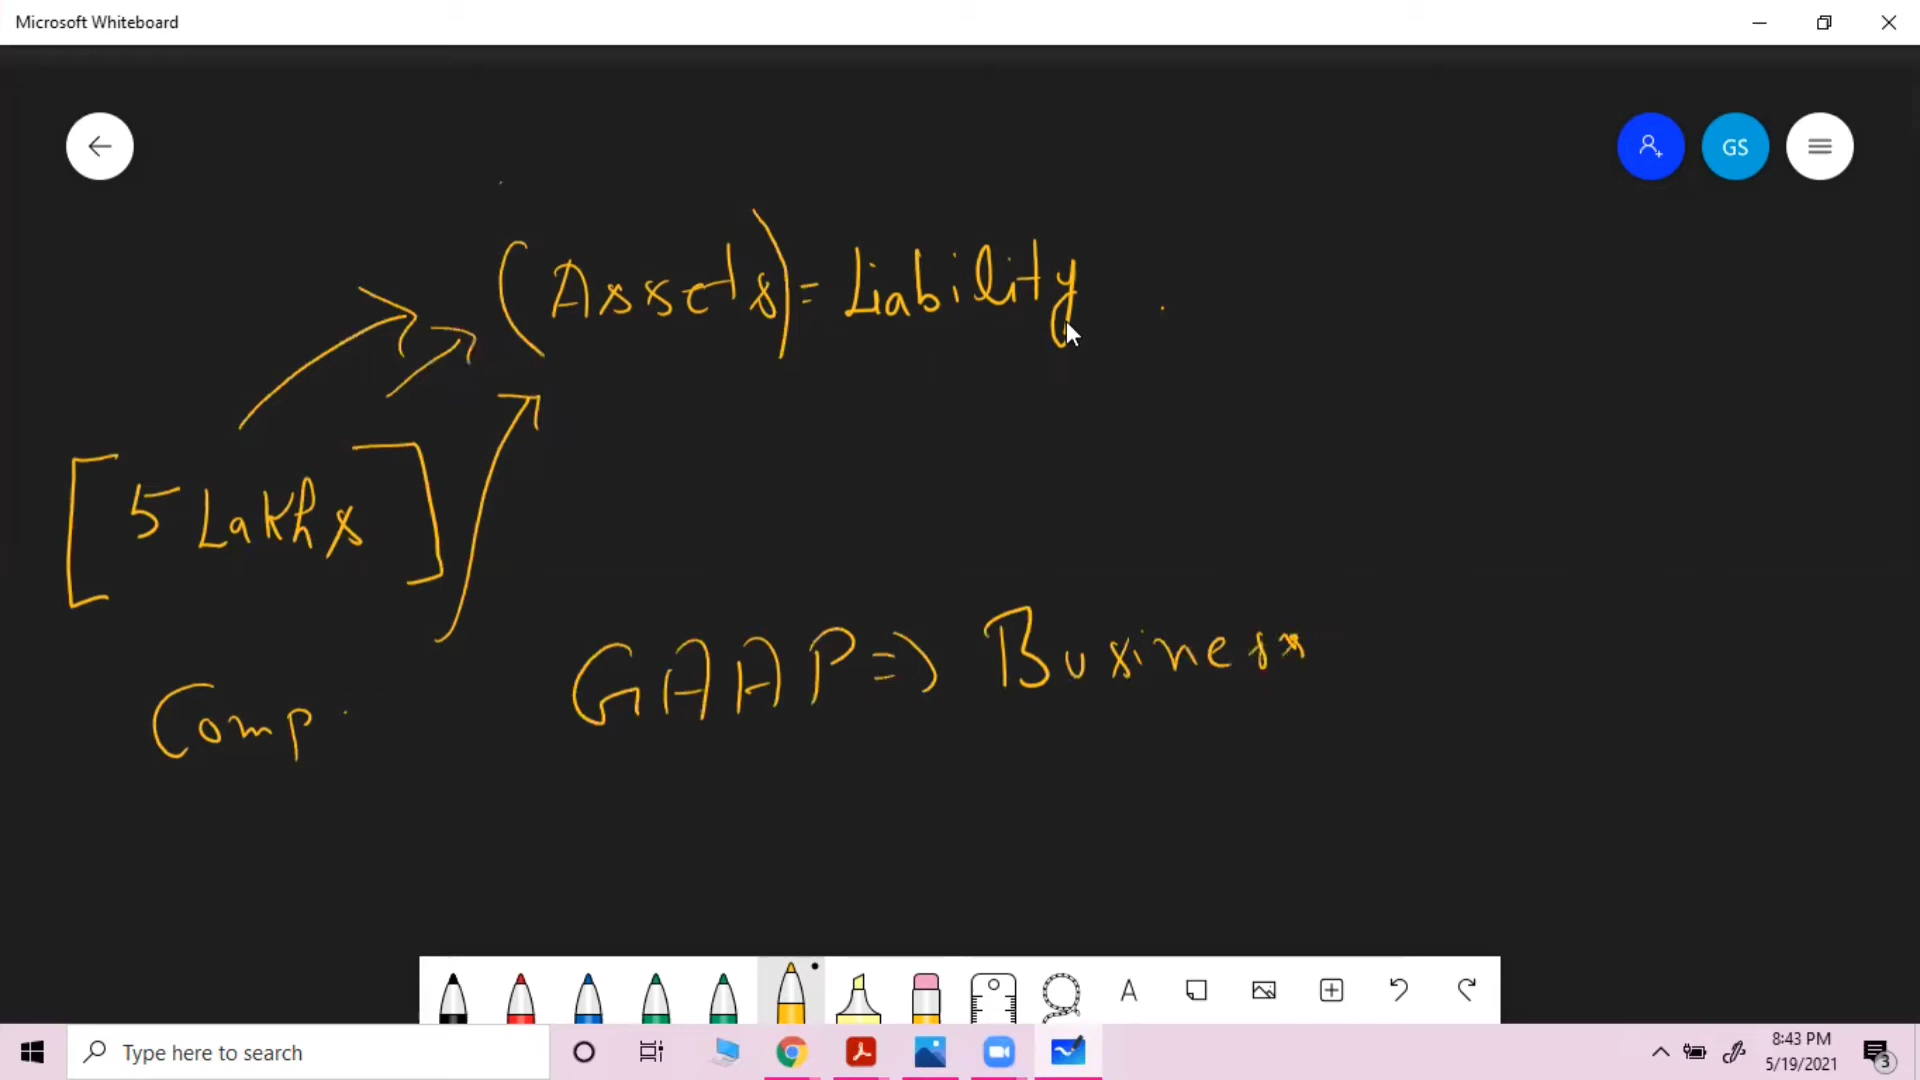 Microsoft Whiteboard
GS
(Assets) = Liability
[5 Lakhs]
GAAP => Business
Comp
A
Type here to search
8:43 PM
5/19/2021
3